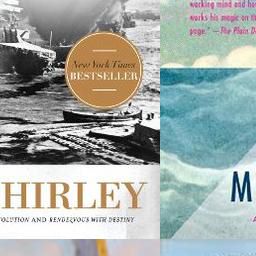 New York Times
BESTSELLER
HIRLEY
OLUTION AND RENDEZVOUS WITH DESTINY
working mind and how
works his magic on th
page." —The Plain D
M